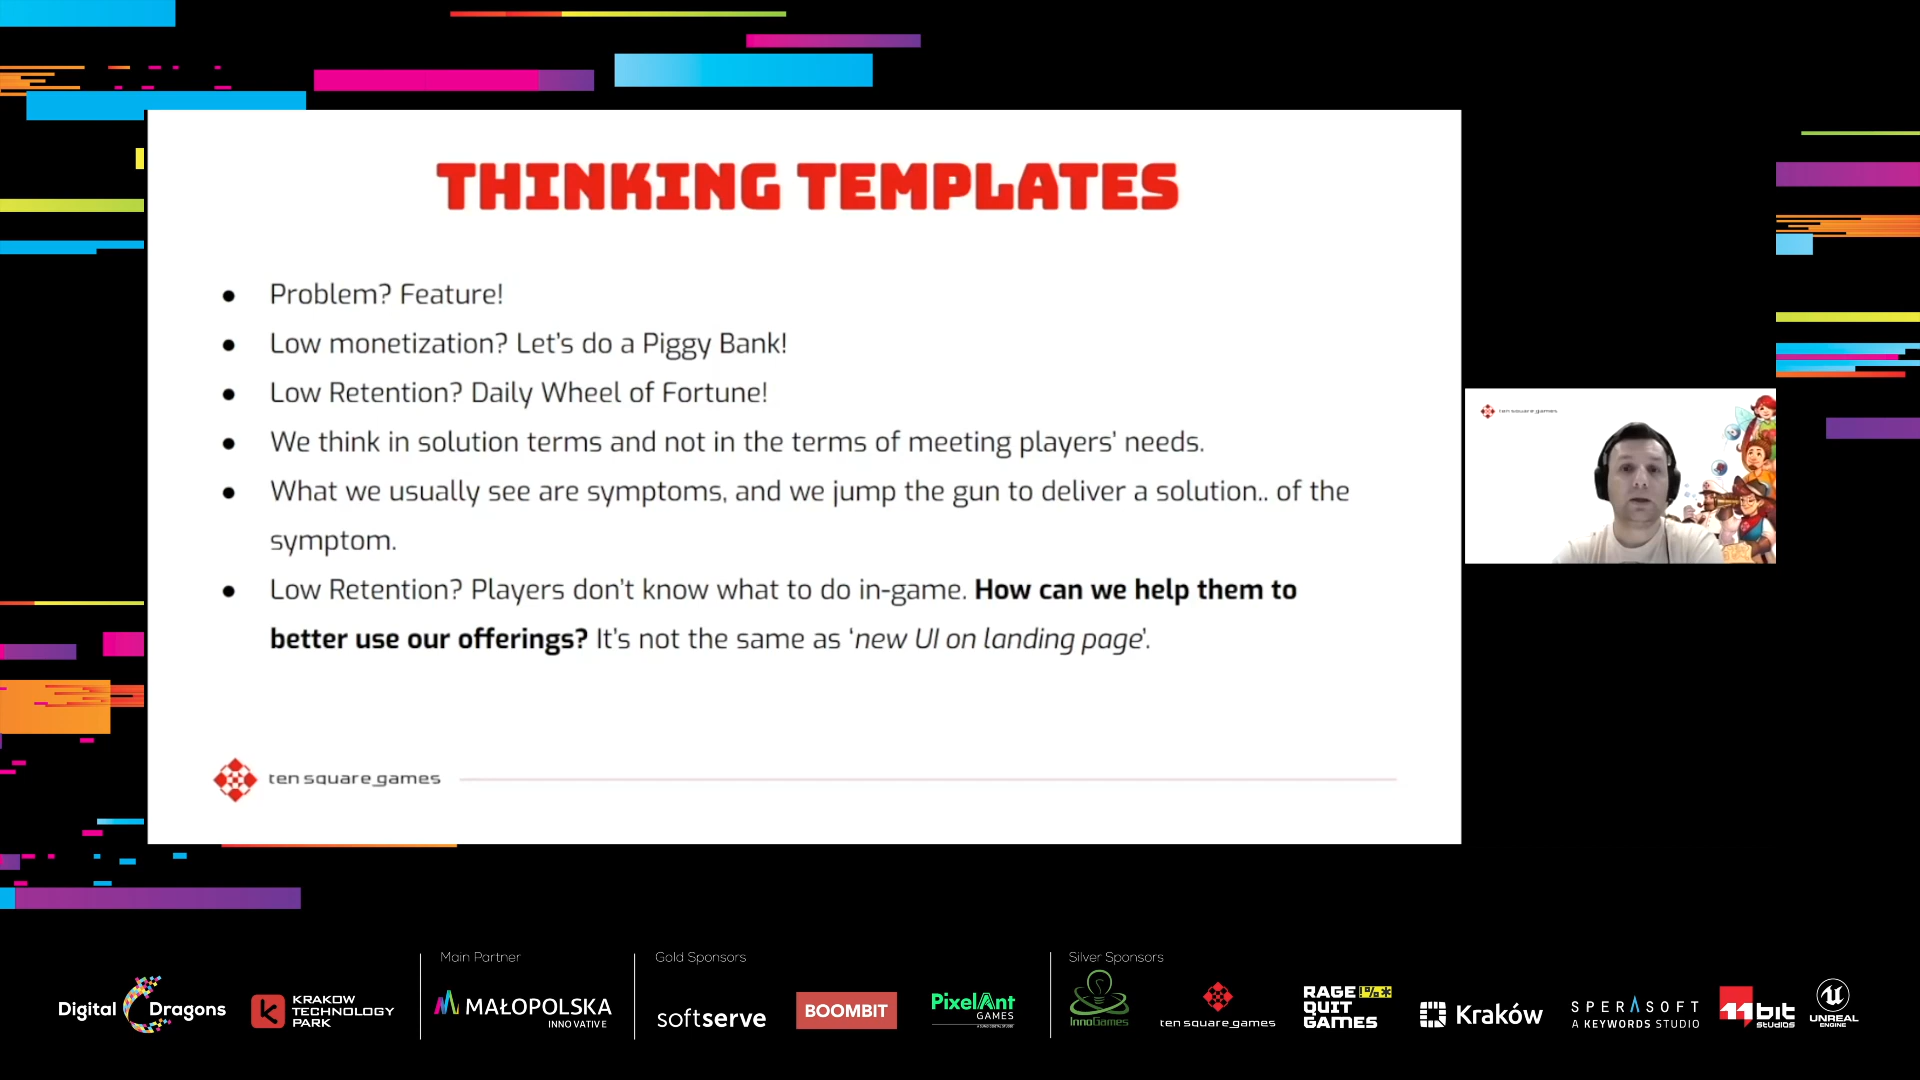 THINKING TEMPLATES
● Problem? Feature!
● Low monetization? Let's do a Piggy Bank!
● Low Retention? Daily Wheel of Fortune!
● We think in solution terms and not in the terms of meeting players' needs.
● What we usually see are symptoms, and we jump the gun to deliver a solution.. of the
symptom.
● Low Retention? Players don't know what to do in-game. How can we help them to
better use our offerings? It's not the same as 'new UI on landing page'.
ten square games
ten square games
Main Partner
Gold Sponsors
Silver Sponsors
Digital Dragons
KRAKOW
TECHNOLOGY
PARK
MAŁOPOLSKA
INNOVATIVE
softserve
BOOMBIT
PixelAnt
GAMES
InnoGames
ten square games
RAGE !%*
QUIT
GAMES
Kraków
SPERASOFT
A KEYWORDS STUDIO
11bit
STUDIOS
UNREAL
ENGINE